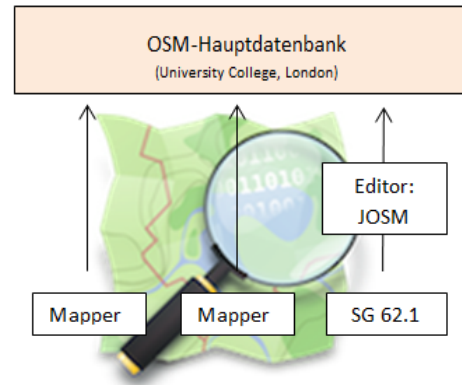 OSM-Hauptdatenbank
(University College, London)
Editor:
JOSM
Mapper
Mapper
SG 62.1